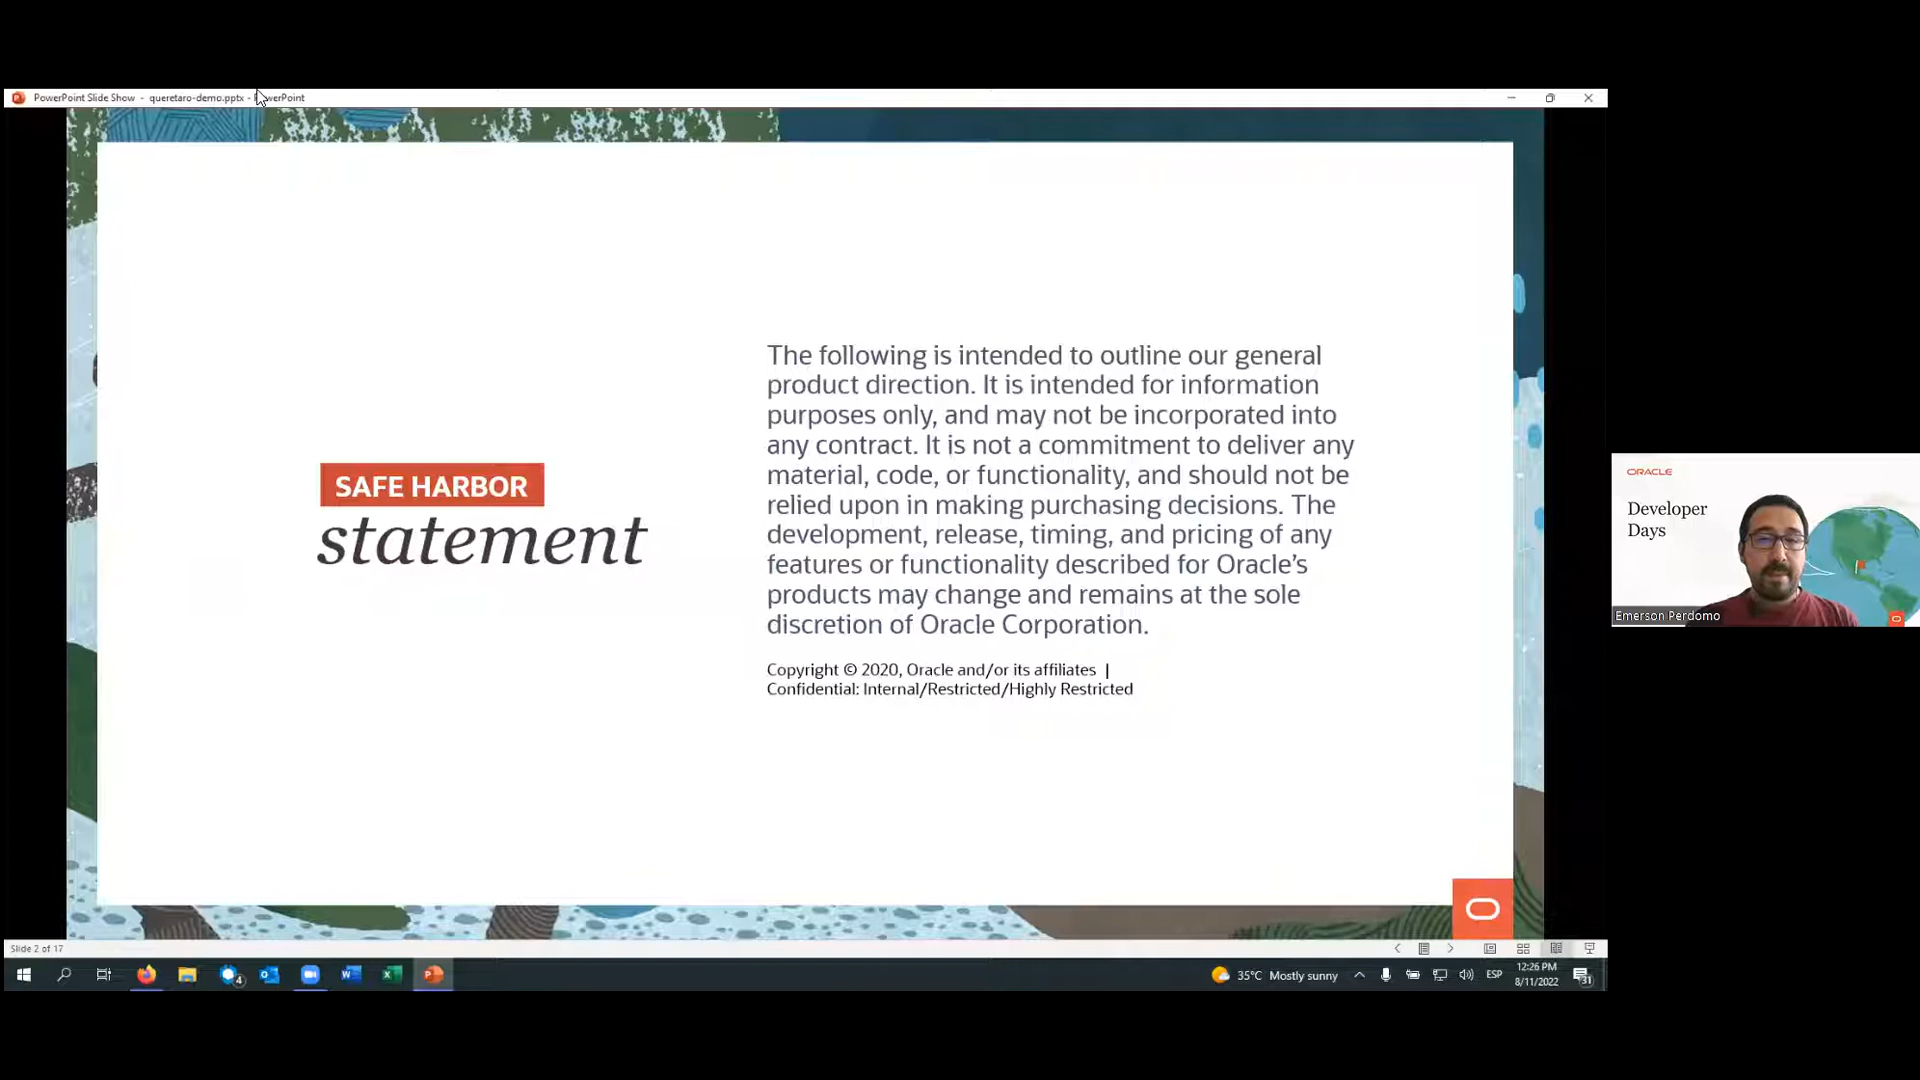 PowerPoint Slide Show - queretaro-demo.pptx - PowerPoint
SAFE HARBOR
statement
The following is intended to outline our general
product direction. It is intended for information
purposes only, and may not be incorporated into
any contract. It is not a commitment to deliver any
material, code, or functionality, and should not be
relied upon in making purchasing decisions. The
development, release, timing, and pricing of any
features or functionality described for Oracle’s
products may change and remains at the sole
discretion of Oracle Corporation.
Copyright © 2020, Oracle and/or its affiliates |
Confidential: Internal/Restricted/Highly Restricted
ORACLE
Developer
Days
Emerson Perdomo
Slide 2 of 17
4
35°C Mostly sunny
ESP
12:26 PM
8/11/2022
31